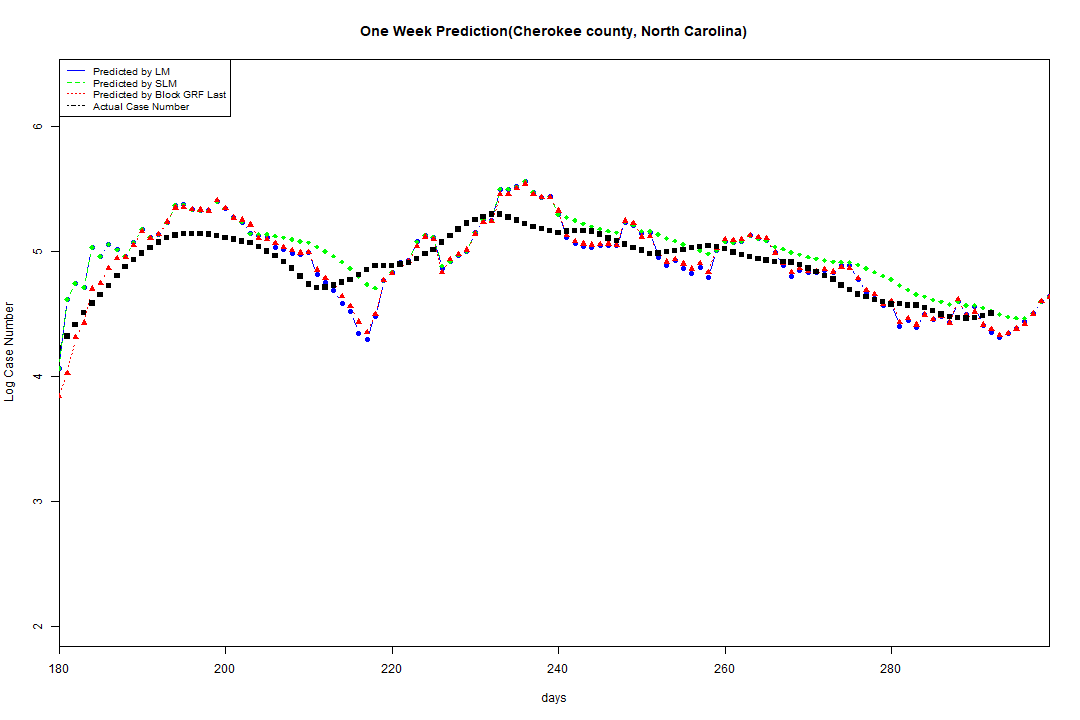 One Week Prediction(Cherokee county, North Carolina)
Predicted by LM
Predicted by SLM
Predicted by Block GRF Last
Actual Case Number
6
5
4
3
2
Log Case Number
180 200 220 240 260 280
days